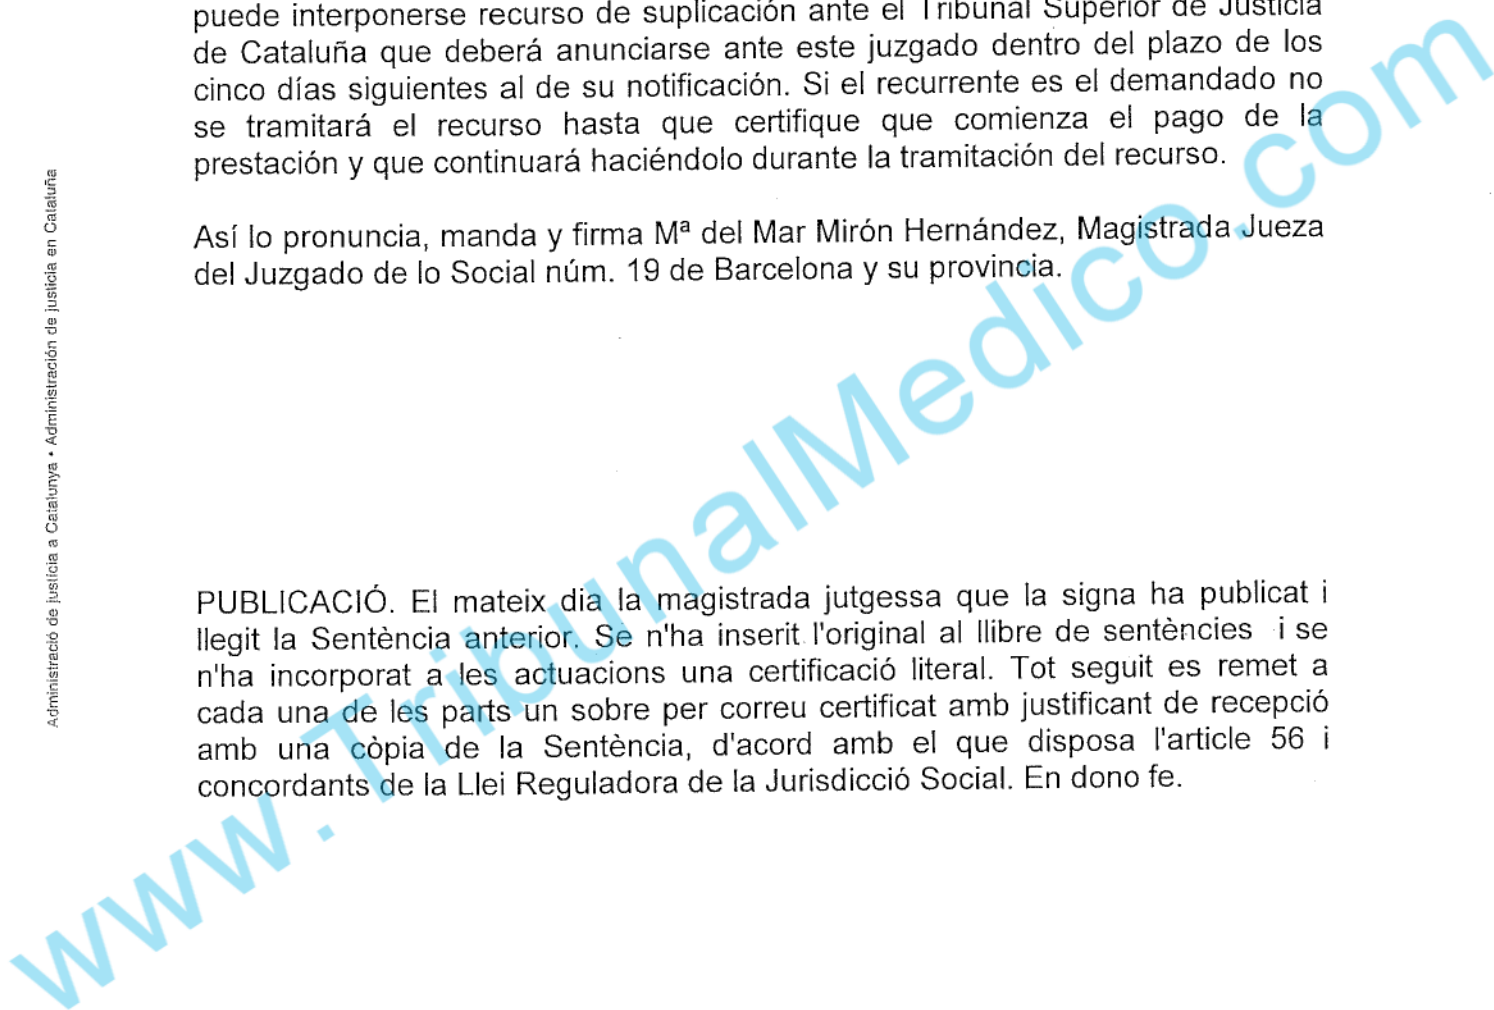 puede interponerse recurso de suplicación ante el Tribunal Superior de Justicia
de Cataluña que deberá anunciarse ante este juzgado dentro del plazo de los
cinco días siguientes al de su notificación. Si el recurrente es el demandado no
se tramitará el recurso hasta que certifique que comienza el pago de la
prestación y que continuará haciéndolo durante la tramitación del recurso.
Así lo pronuncia, manda y firma Mª del Mar Mirón Hernández, Magistrada Jueza
del Juzgado de lo Social núm. 19 de Barcelona y su provincia.
PUBLICACIÓ. El mateix dia la magistrada jutgessa que la signa ha publicat i
llegit la Sentència anterior. Se n'ha inserit l'original al llibre de sentències i se
n'ha incorporat a les actuacions una certificació literal. Tot seguit es remet a
cada una de les parts un sobre per correu certificat amb justificant de recepció
amb una còpia de la Sentència, d'acord amb el que disposa l'article 56 i
concordants de la Llei Reguladora de la Jurisdicció Social. En dono fe.
Administració de justícia a Catalunya • Administración de justicia en Cataluña
www.TribunalMedico.com